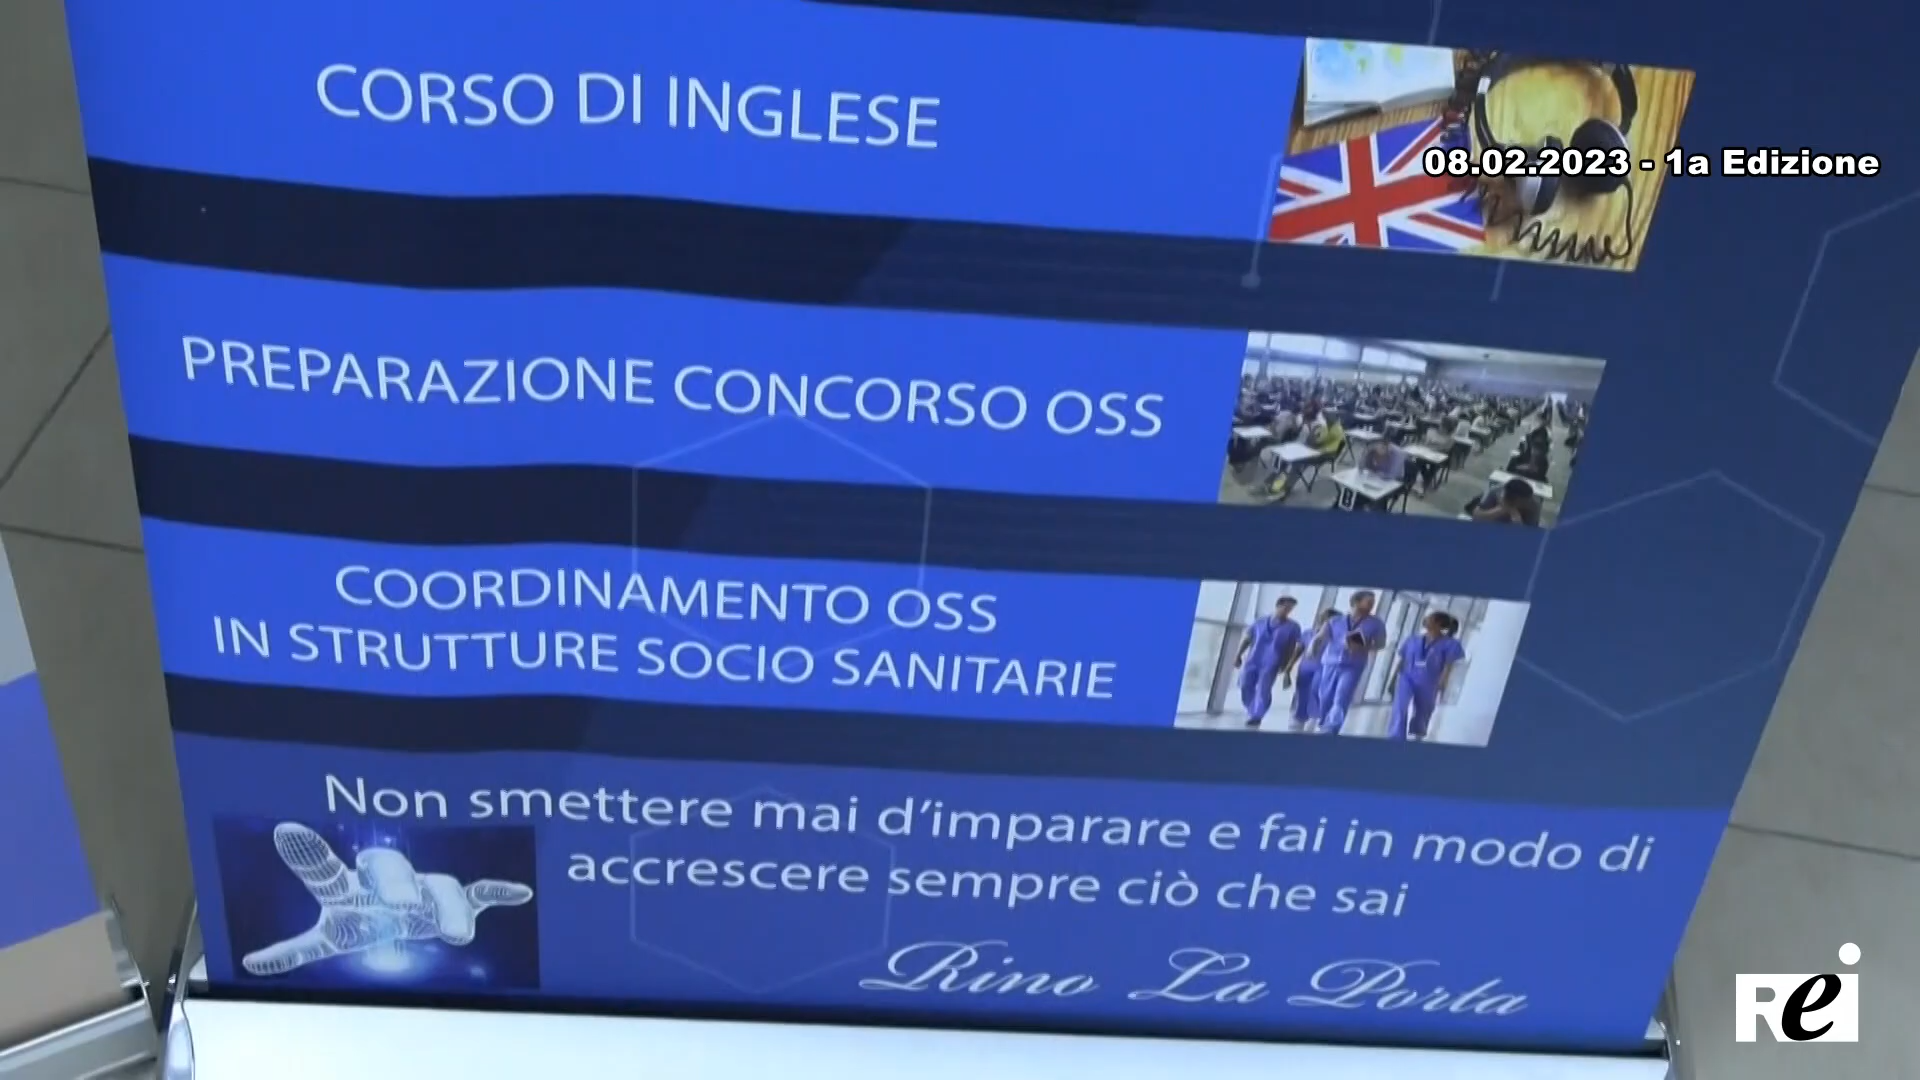 CORSO DI INGLESE
08.02.2023 - 1a Edizione
PREPARAZIONE CONCORSO OSS
COORDINAMENTO OSS
IN STRUTTURE SOCIO SANITARIE
Non smettere mai d'imparare e fai in modo di
accrescere sempre ciò che sai
Rino La Porta
Rei